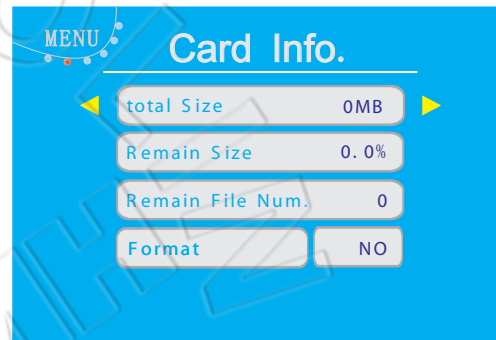 MENU
Card Info.
total Size 0MB
Remain Size 0.0%
Remain File Num. 0
Format NO